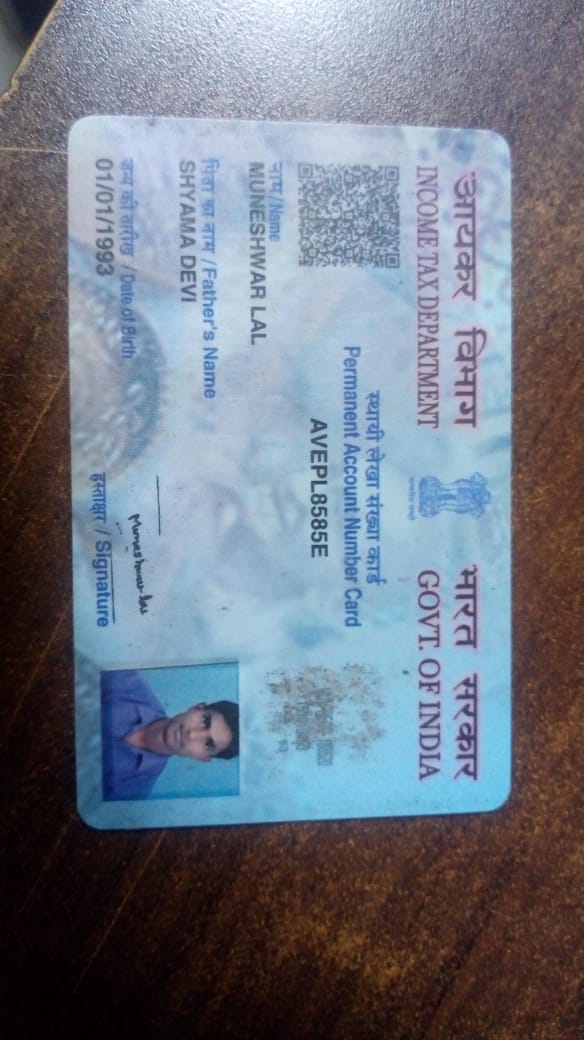 आयकर विभाग
INCOME TAX DEPARTMENT
भारत सरकार
GOVT. OF INDIA
स्थायी लेखा संख्या कार्ड
Permanent Account Number Card
AVEPL8585E
नाम / Name
MUNESHWAR LAL
पिता का नाम / Father's Name
SHYAMA DEVI
जन्म की तारीख / Date of Birth
01/01/1993
Muneshwar lal
हस्ताक्षर / Signature